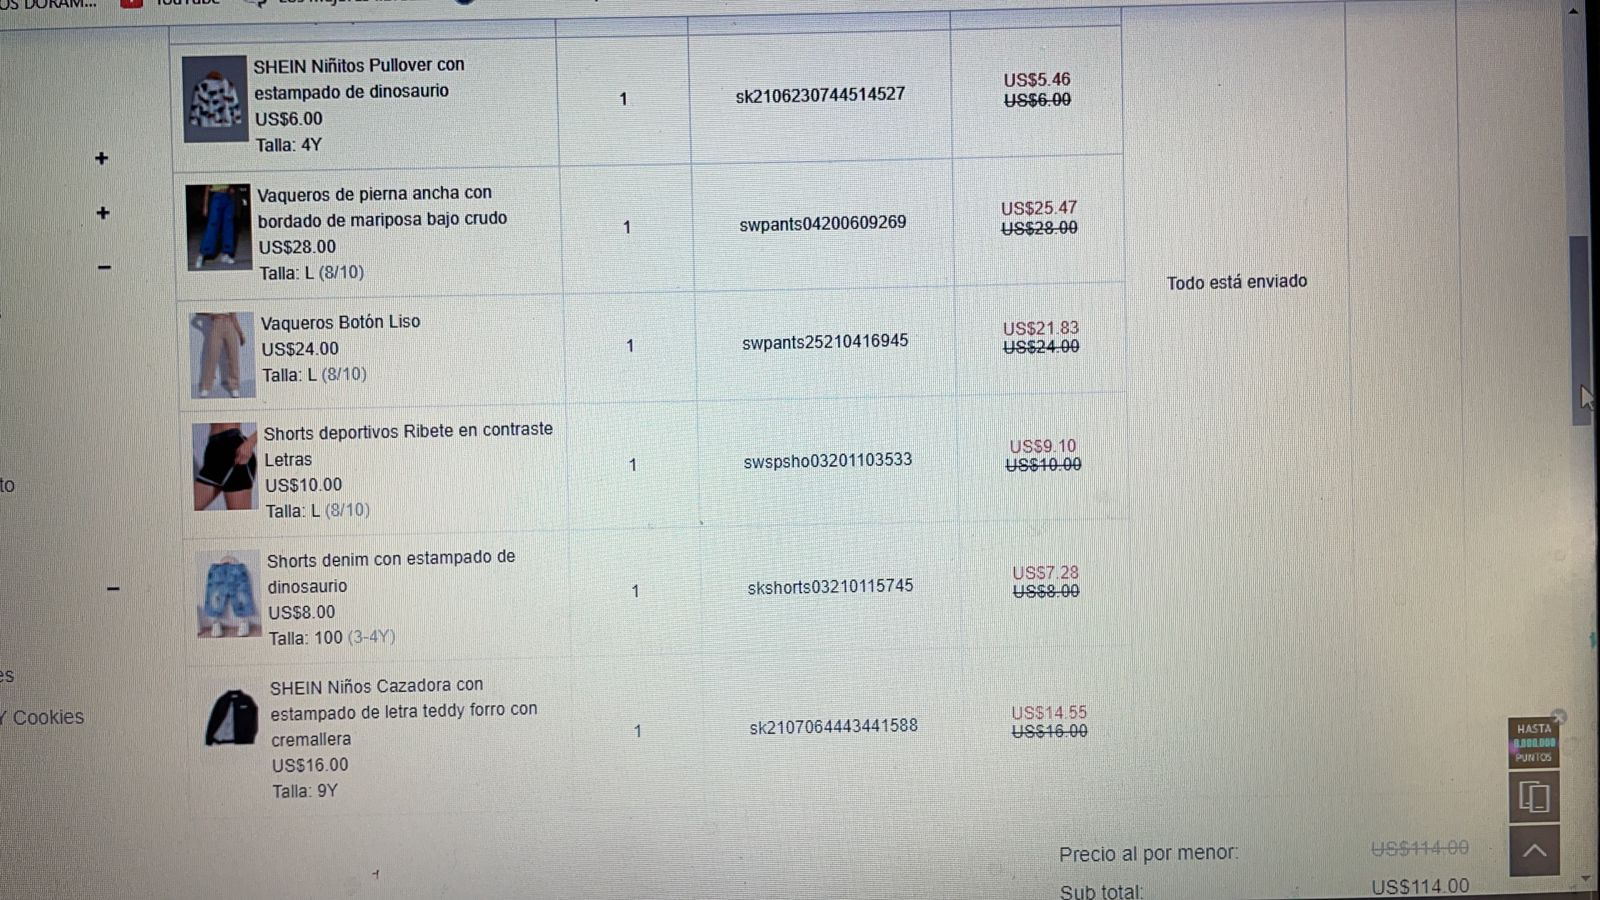 YouTube
SHEIN Niñitos Pullover con
estampado de dinosaurio
US$6.00
Talla: 4Y
1
sk2106230744514527
US$5.46
US$6.00
+
Vaqueros de pierna ancha con
bordado de mariposa bajo crudo
US$28.00
Talla: L (8/10)
1
swpants04200609269
US$25.47
US$28.00
+
–
Todo está enviado
Vaqueros Botón Liso
US$24.00
Talla: L (8/10)
1
swpants25210416945
US$21.83
US$24.00
Shorts deportivos Ribete en contraste
Letras
US$10.00
Talla: L (8/10)
1
swspsho03201103533
US$9.10
US$10.00
to
Shorts denim con estampado de
dinosaurio
US$8.00
Talla: 100 (3-4Y)
1
skshorts03210115745
US$7.28
US$8.00
–
SHEIN Niños Cazadora con
estampado de letra teddy forro con
cremallera
US$16.00
Talla: 9Y
1
sk2107064443441588
US$14.55
US$16.00
es
Y Cookies
HASTA
PUNTOS
Precio al por menor:
US$114.00
Sub total:
US$114.00